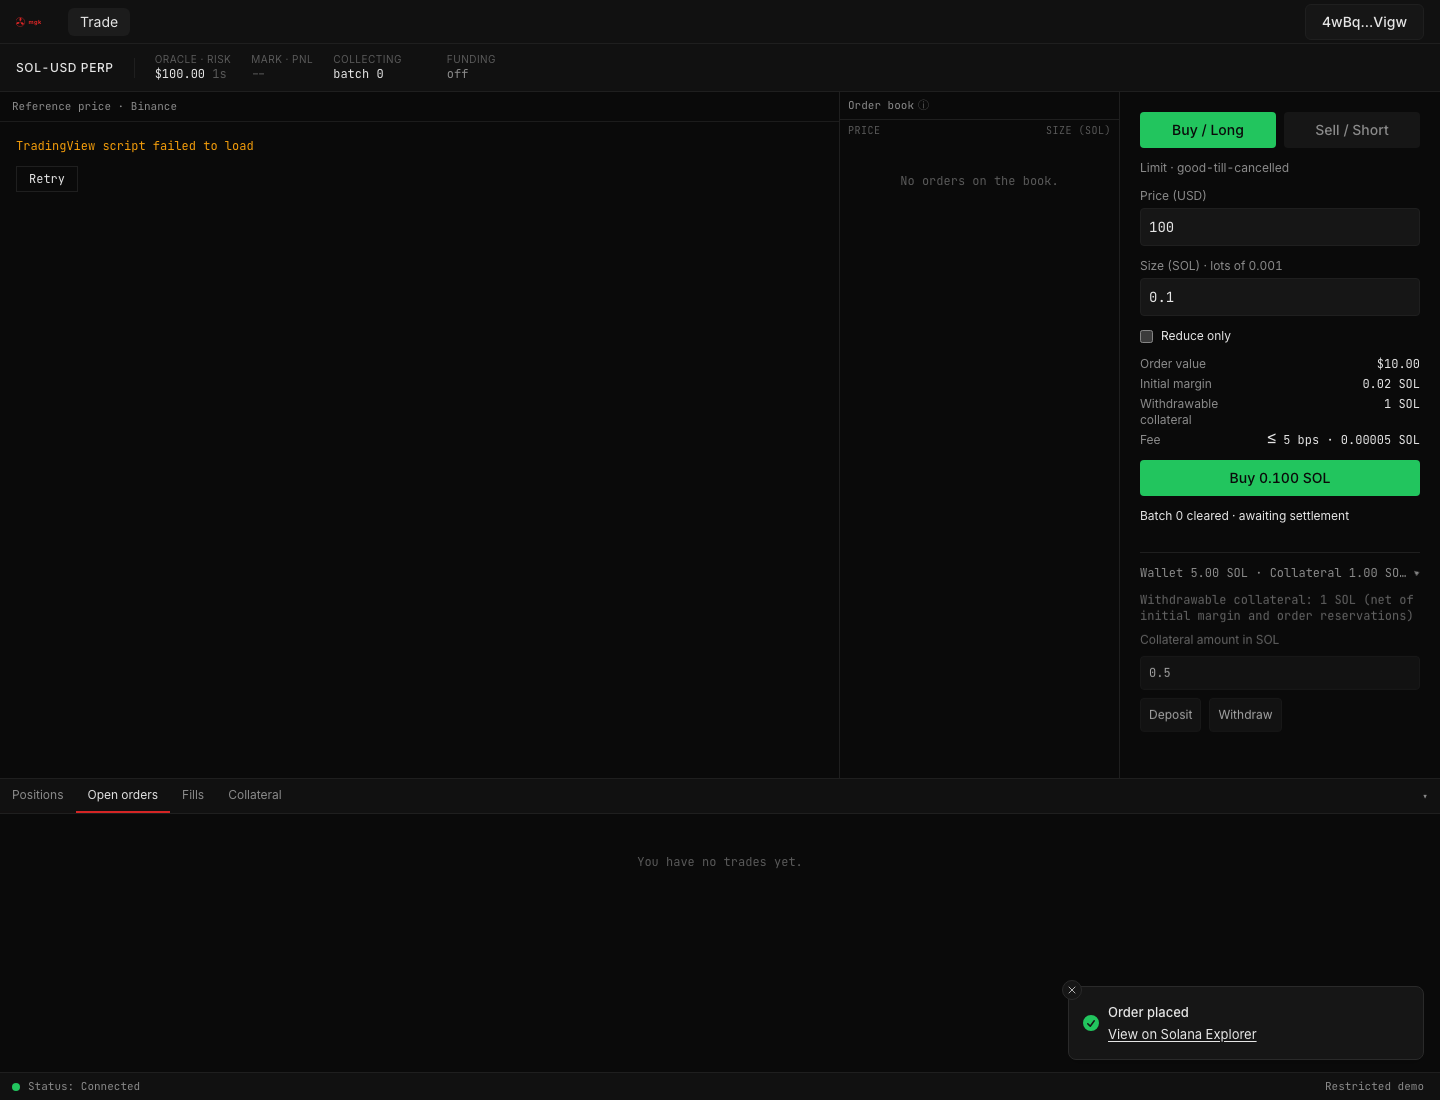 Trade
4wBq...Vigw
SOL-USD PERP
ORACLE · RISK
$100.00 1s
MARK · PNL
--
COLLECTING
batch 0
FUNDING
off
Reference price · Binance
TradingView script failed to load
Retry
Order book ⓘ
PRICE SIZE (SOL)
No orders on the book.
Buy / Long
Sell / Short
Limit · good-till-cancelled
Price (USD)
100
Size (SOL) · lots of 0.001
0.1
Reduce only
Order value $10.00
Initial margin 0.02 SOL
Withdrawable 1 SOL
collateral
Fee ≤ 5 bps · 0.00005 SOL
Buy 0.100 SOL
Batch 0 cleared · awaiting settlement
Wallet 5.00 SOL · Collateral 1.00 SO… ▾
Withdrawable collateral: 1 SOL (net of
initial margin and order reservations)
Collateral amount in SOL
0.5
Deposit
Withdraw
Positions
Open orders
Fills
Collateral
You have no trades yet.
Order placed
View on Solana Explorer
Status: Connected
Restricted demo